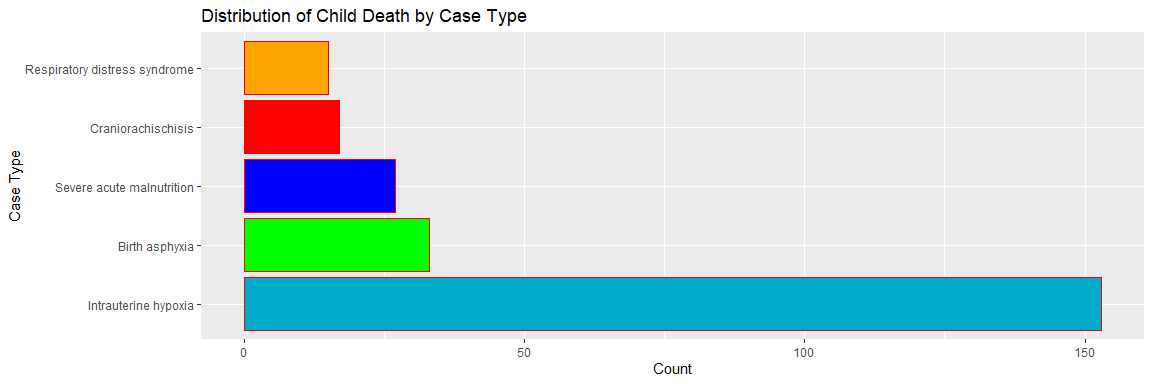 Distribution of Child Death by Case Type
Respiratory distress syndrome
Craniorachischisis
Severe acute malnutrition
Birth asphyxia
Intrauterine hypoxia
Case Type
0 50 100 150
Count